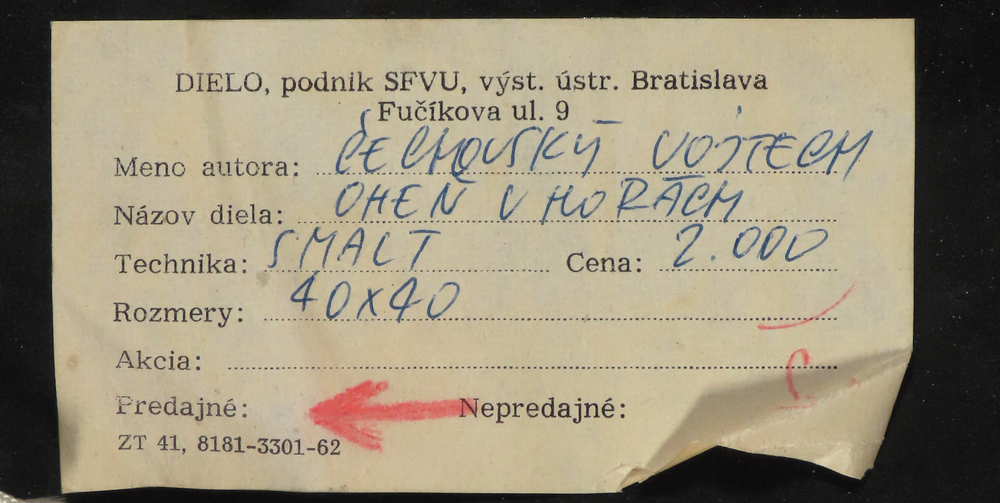 DIELO, podnik SFVU, výst. ústr. Bratislava
Fučíkova ul. 9
Meno autora: ČECHOVSKÝ VOJTECH
Názov diela: OHEŇ V HORÁCH
Technika: SMALT Cena: 2.000
Rozmery: 40x40
Akcia:
Predajné: Nepredajné:
ZT 41, 8181-3301-62